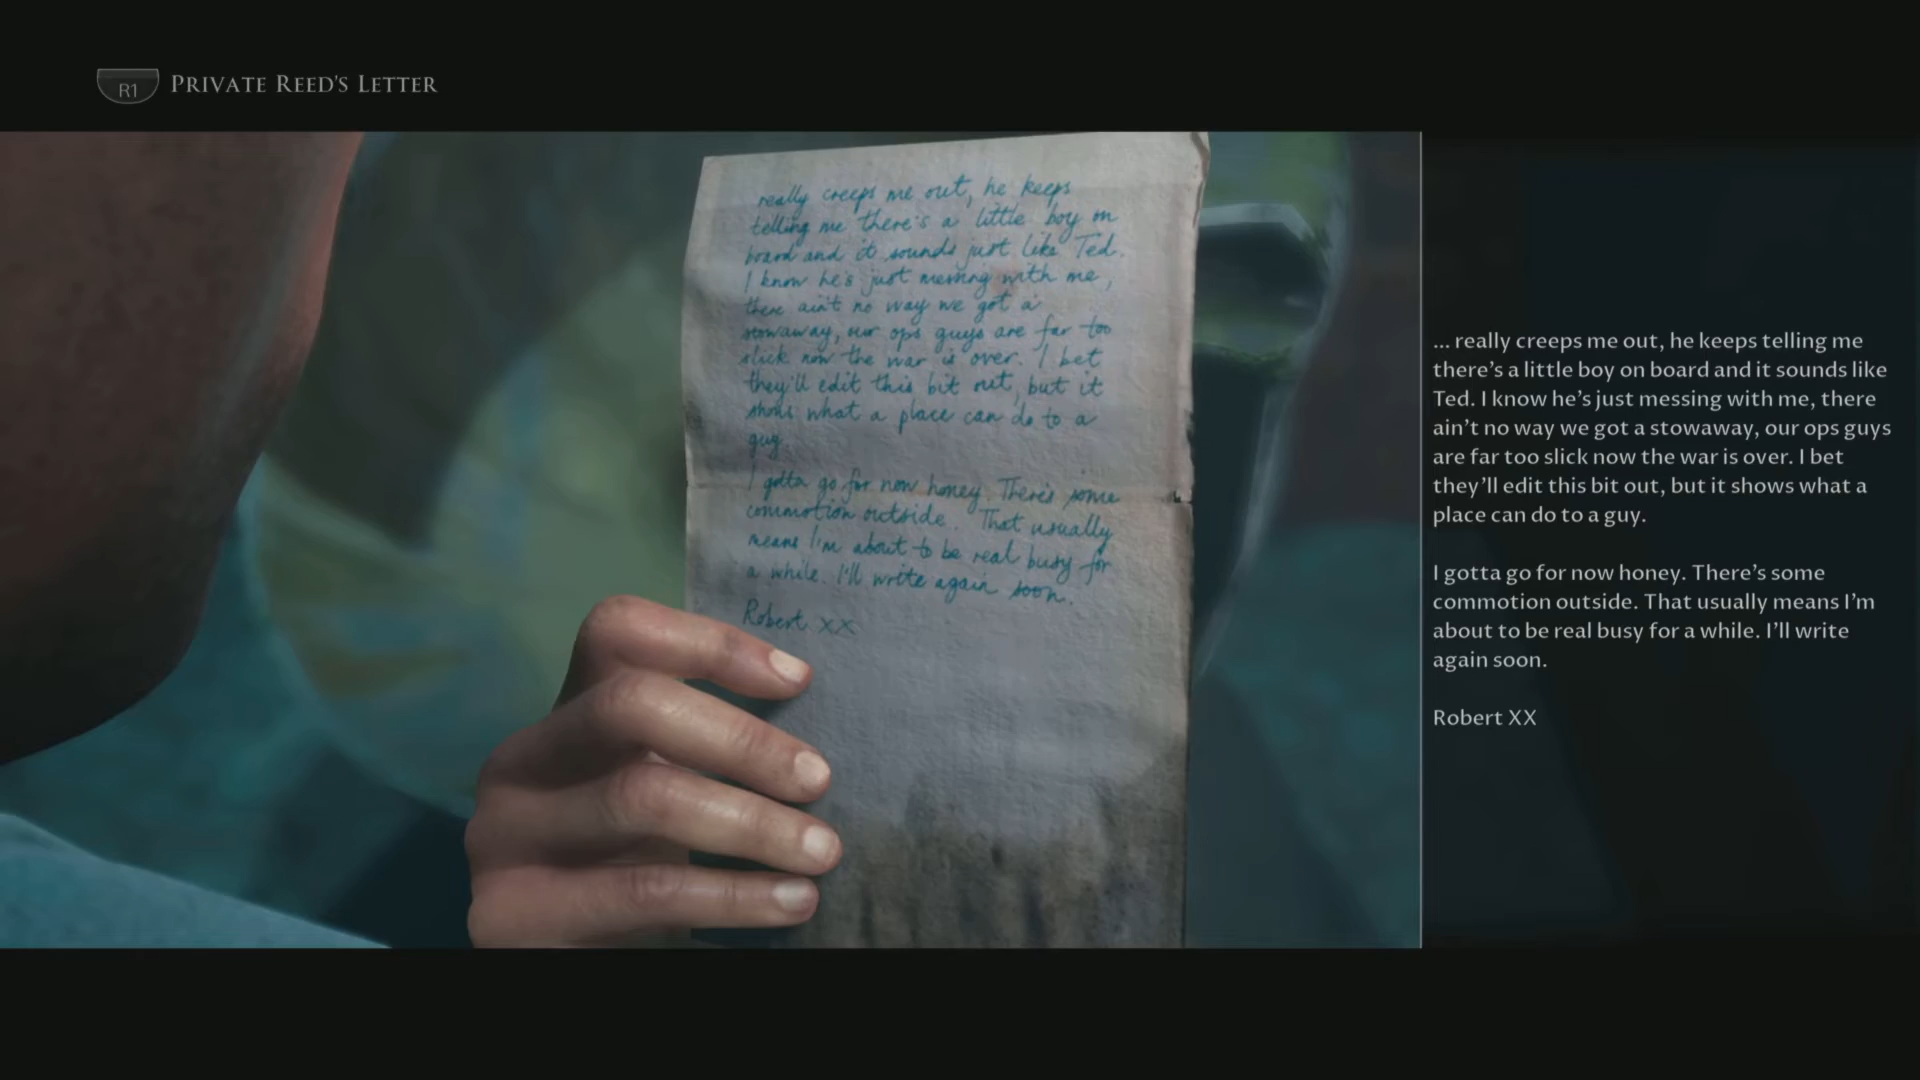 R1 PRIVATE REED'S LETTER
really creeps me out, he keeps
telling me there's a little boy on
board and it sounds just like Ted.
I know he's just messing with me,
there ain't no way we got a
stowaway, our ops guys are far too
slick now the war is over. I bet
they'll edit this bit out, but it
shows what a place can do to a
guy.
I gotta go for now honey. There's some
commotion outside. That usually
means I'm about to be real busy for
a while. I'll write again soon.
Robert XX
... really creeps me out, he keeps telling me
there's a little boy on board and it sounds like
Ted. I know he's just messing with me, there
ain't no way we got a stowaway, our ops guys
are far too slick now the war is over. I bet
they'll edit this bit out, but it shows what a
place can do to a guy.
I gotta go for now honey. There's some
commotion outside. That usually means I'm
about to be real busy for a while. I'll write
again soon.
Robert XX